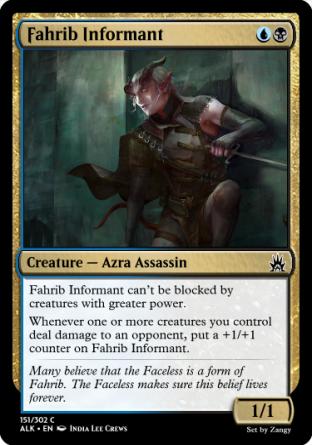 Fahrib Informant
Creature — Azra Assassin
Fahrib Informant can't be blocked by
creatures with greater power.
Whenever one or more creatures you control
deal damage to an opponent, put a +1/+1
counter on Fahrib Informant.
Many believe that the Faceless is a form of
Fahrib. The Faceless makes sure this belief lives
forever.
1/1
151/302 C
ALK • EN India Lee Crews
Set by Zangy